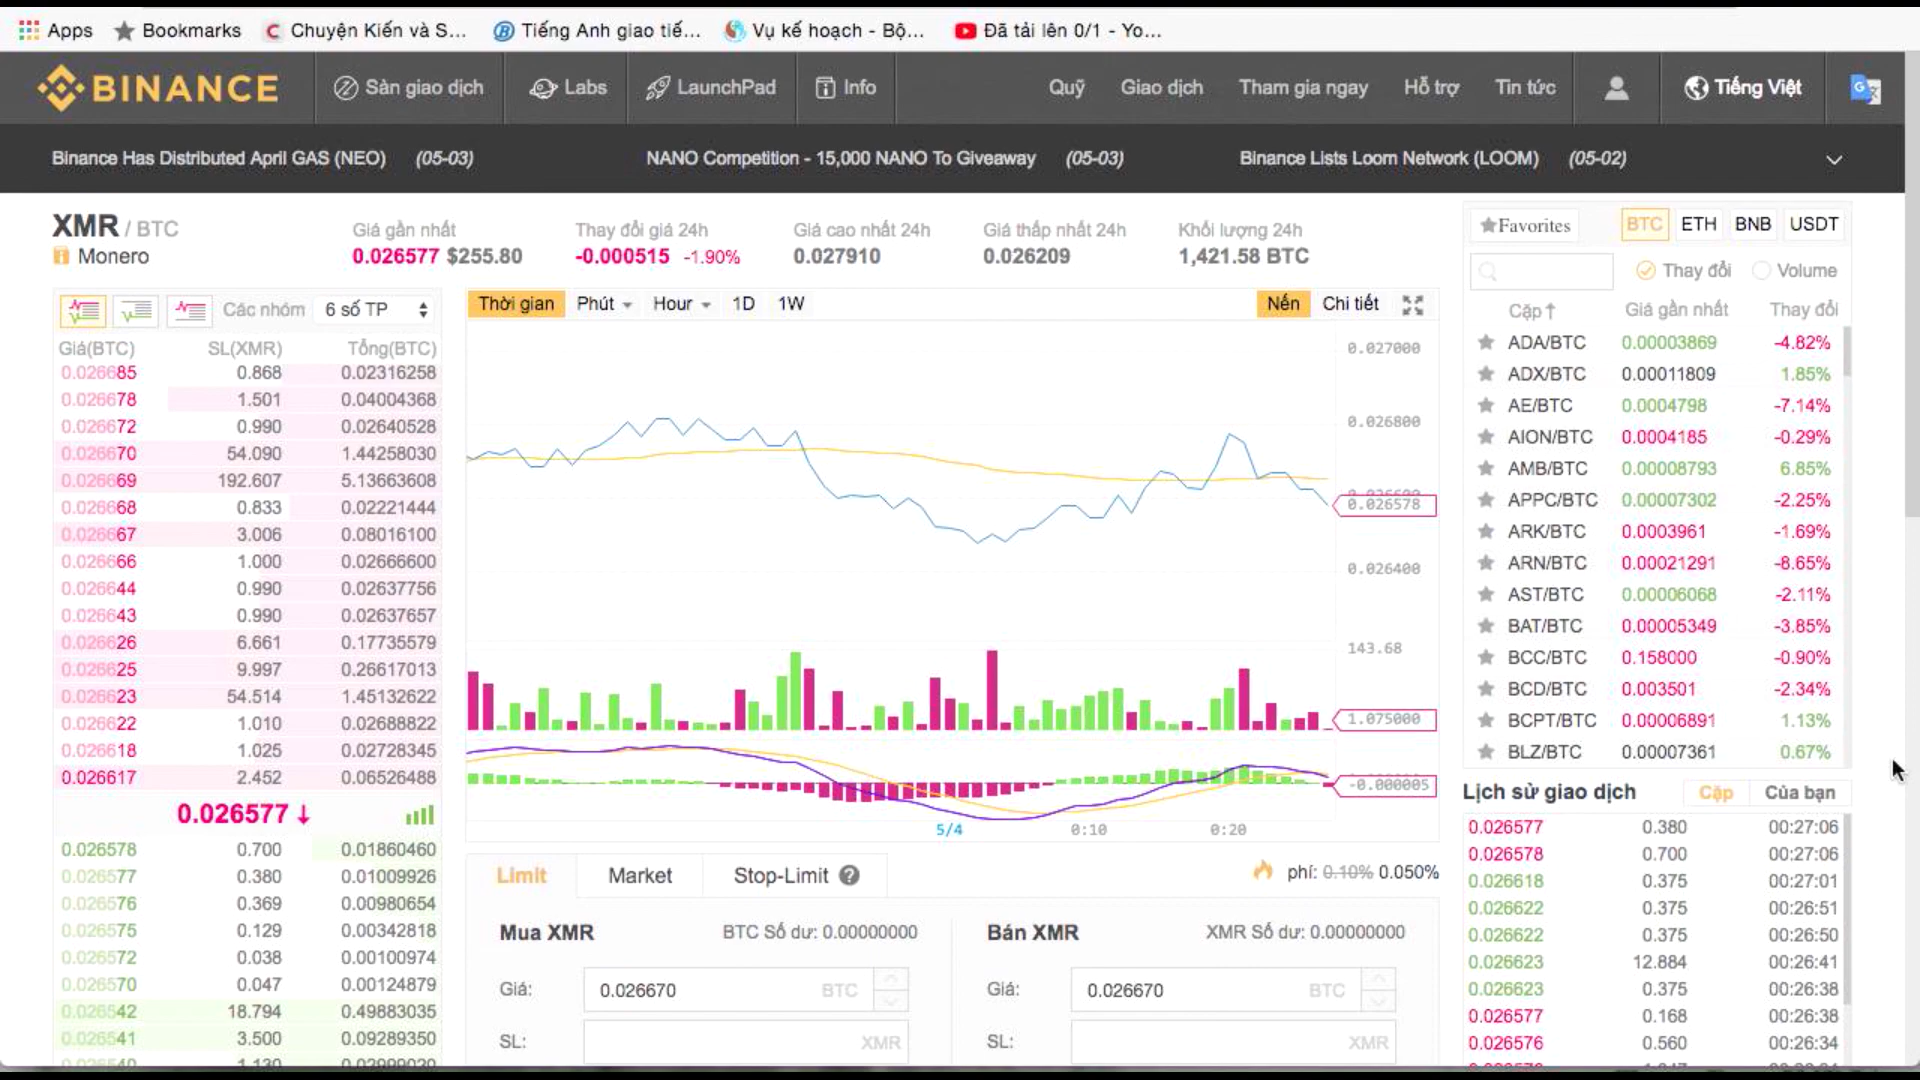 Apps Bookmarks Chuyện Kiến và S... Tiếng Anh giao tiế... Vụ kế hoạch - Bộ... Đã tải lên 0/1 - Yo...
BINANCE Sàn giao dịch Labs LaunchPad Info Quỹ Giao dịch Tham gia ngay Hỗ trợ Tin tức Tiếng Việt
Binance Has Distributed April GAS (NEO) (05-03) NANO Competition - 15,000 NANO To Giveaway (05-03) Binance Lists Loom Network (LOOM) (05-02)
XMR / BTC
Monero
Giá gần nhất Thay đổi giá 24h Giá cao nhất 24h Giá thấp nhất 24h Khối lượng 24h
0.026577 $255.80 -0.000515 -1.90% 0.027910 0.026209 1,421.58 BTC
Các nhóm 6 số TP
Giá(BTC) SL(XMR) Tổng(BTC)
0.026685 0.868 0.02316258
0.026678 1.501 0.04004368
0.026672 0.990 0.02640528
0.026670 54.090 1.44258030
0.026669 192.607 5.13663608
0.026668 0.833 0.02221444
0.026667 3.006 0.08016100
0.026666 1.000 0.02666600
0.026644 0.990 0.02637756
0.026643 0.990 0.02637657
0.026626 6.661 0.17735579
0.026625 9.997 0.26617013
0.026623 54.514 1.45132622
0.026622 1.010 0.02688822
0.026618 1.025 0.02728345
0.026617 2.452 0.06526488
0.026577
0.026578 0.700 0.01860460
0.026577 0.380 0.01009926
0.026576 0.369 0.00980654
0.026575 0.129 0.00342818
0.026572 0.038 0.00100974
0.026570 0.047 0.00124879
0.026542 18.794 0.49883035
0.026541 3.500 0.09289350
Thời gian Phút Hour 1D 1W Nến Chi tiết
0.027000
0.026800
0.026578
0.026400
143.68
1.075000
-0.000005
5/4 0:10 0:20
Limit Market Stop-Limit ? phí: 0.10% 0.050%
Mua XMR BTC Số dư: 0.00000000 Bán XMR XMR Số dư: 0.00000000
Giá: 0.026670 BTC Giá: 0.026670 BTC
SL: XMR SL: XMR
Favorites BTC ETH BNB USDT
Thay đổi Volume
Cặp Giá gần nhất Thay đổi
ADA/BTC 0.00003869 -4.82%
ADX/BTC 0.00011809 1.85%
AE/BTC 0.0004798 -7.14%
AION/BTC 0.0004185 -0.29%
AMB/BTC 0.00008793 6.85%
APPC/BTC 0.00007302 -2.25%
ARK/BTC 0.0003961 -1.69%
ARN/BTC 0.00021291 -8.65%
AST/BTC 0.00006068 -2.11%
BAT/BTC 0.00005349 -3.85%
BCC/BTC 0.158000 -0.90%
BCD/BTC 0.003501 -2.34%
BCPT/BTC 0.00006891 1.13%
BLZ/BTC 0.00007361 0.67%
Lịch sử giao dịch Cặp Của bạn
0.026577 0.380 00:27:06
0.026578 0.700 00:27:06
0.026618 0.375 00:27:01
0.026622 0.375 00:26:51
0.026622 0.375 00:26:50
0.026623 12.884 00:26:41
0.026623 0.375 00:26:38
0.026577 0.168 00:26:38
0.026576 0.560 00:26:34